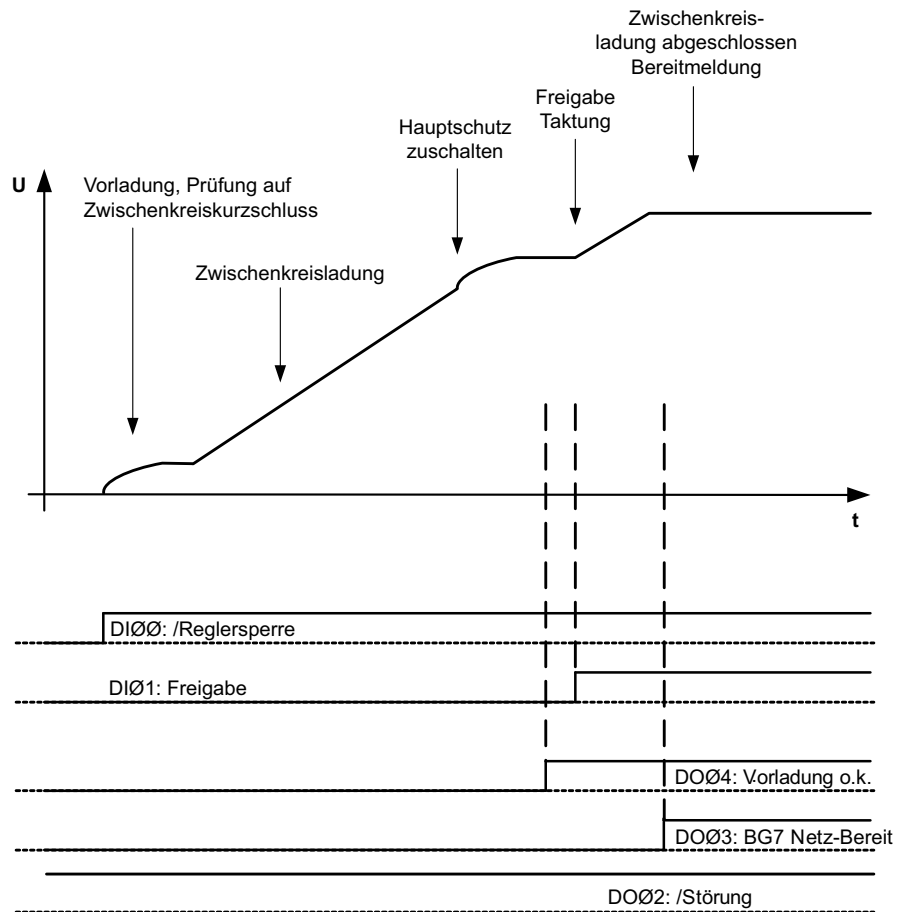 Zwischenkreis-
ladung abgeschlossen
Bereitmeldung
Freigabe
Taktung
Hauptschutz
zuschalten
U
Vorladung, Prüfung auf
Zwischenkreiskurzschluss
Zwischenkreisladung
t
DIØØ: /Reglersperre
DIØ1: Freigabe
DOØ4: Vorladung o.k.
DOØ3: BG7 Netz-Bereit
DOØ2: /Störung